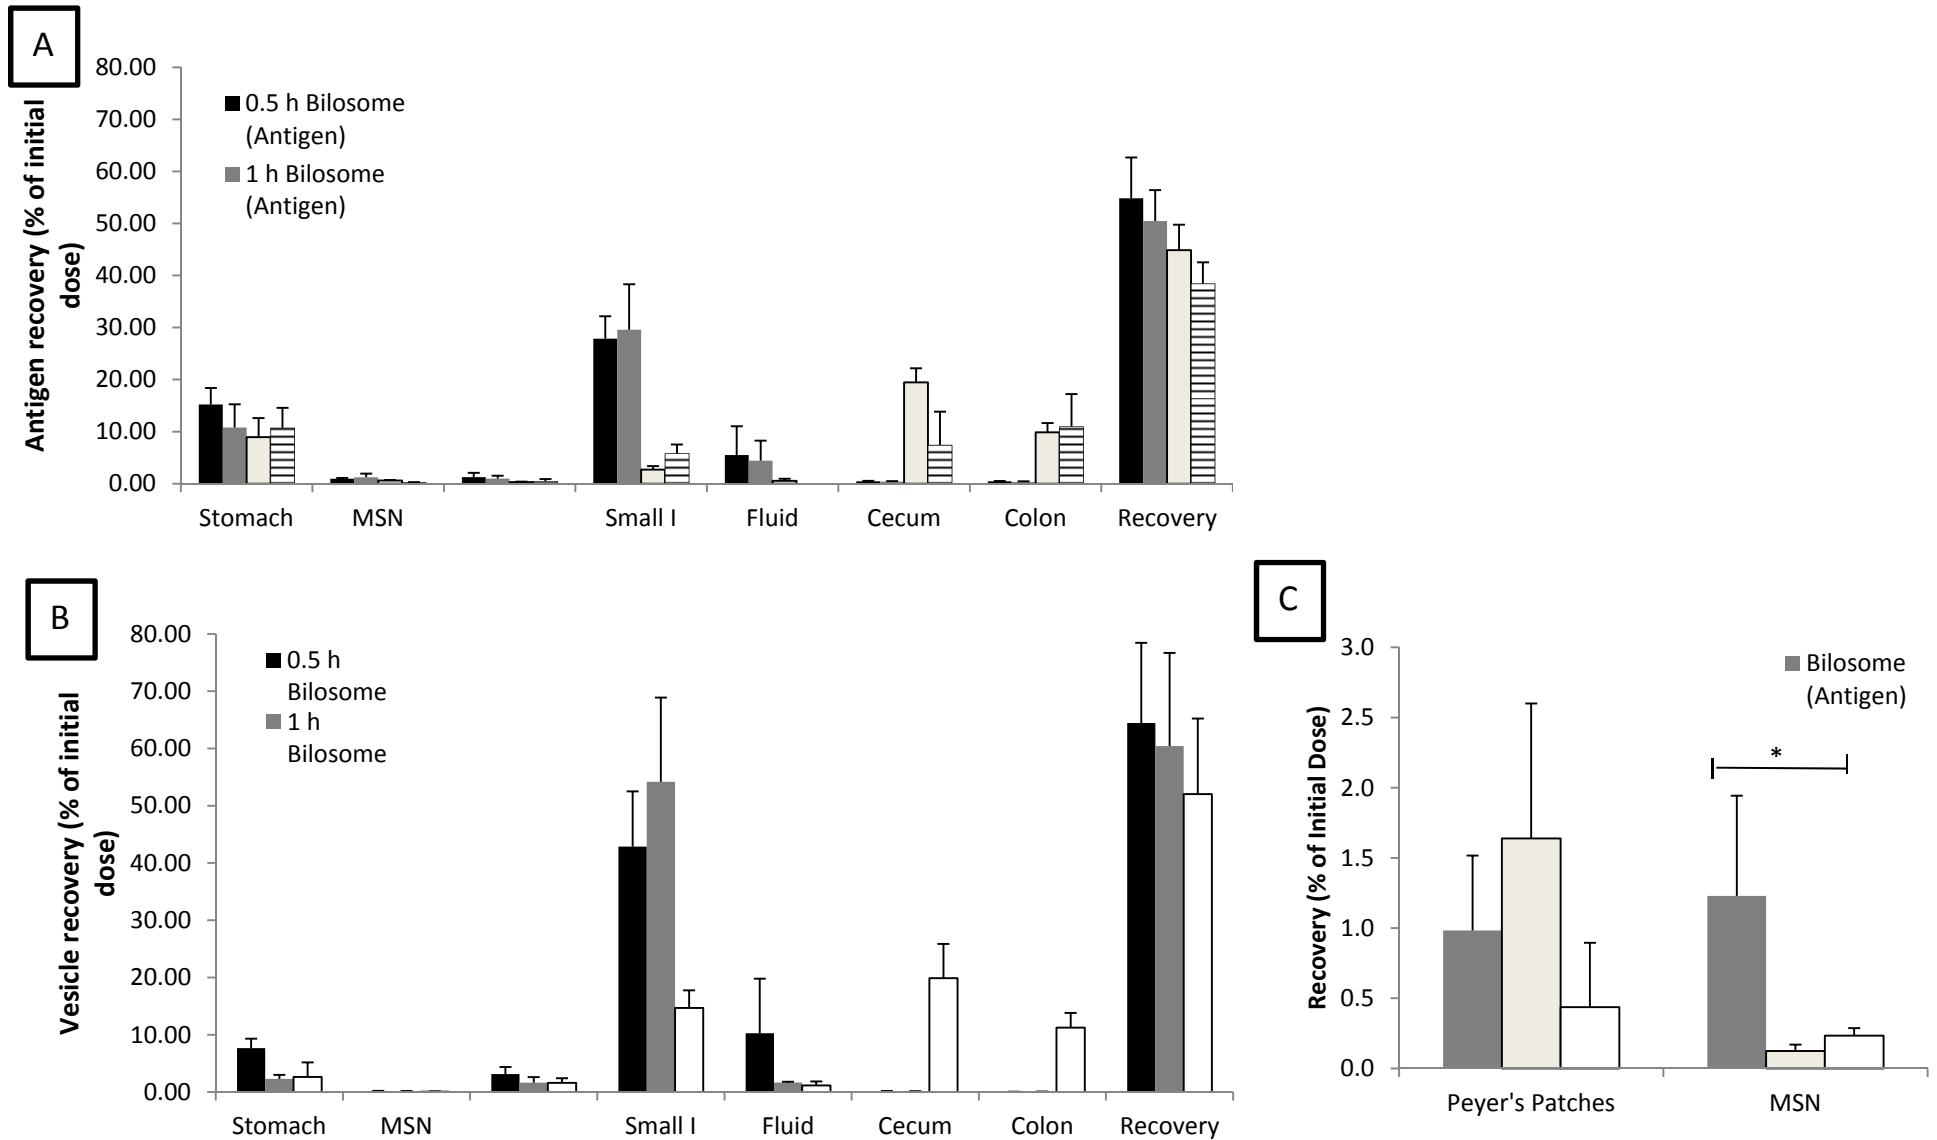 A
Antigen recovery (% of initial
dose)
80.00
70.00
60.00
50.00
40.00
30.00
20.00
10.00
0.00
0.5 h Bilosome
(Antigen)
1 h Bilosome
(Antigen)
Stomach MSN Small I Fluid Cecum Colon Recovery
B
Vesicle recovery (% of initial
dose)
80.00
70.00
60.00
50.00
40.00
30.00
20.00
10.00
0.00
0.5 h
Bilosome
1 h
Bilosome
Stomach MSN Small I Fluid Cecum Colon Recovery
C
Recovery (% of Initial Dose)
3.0
2.5
2.0
1.5
1.0
0.5
0.0
Bilosome
(Antigen)
*
Peyer's Patches MSN